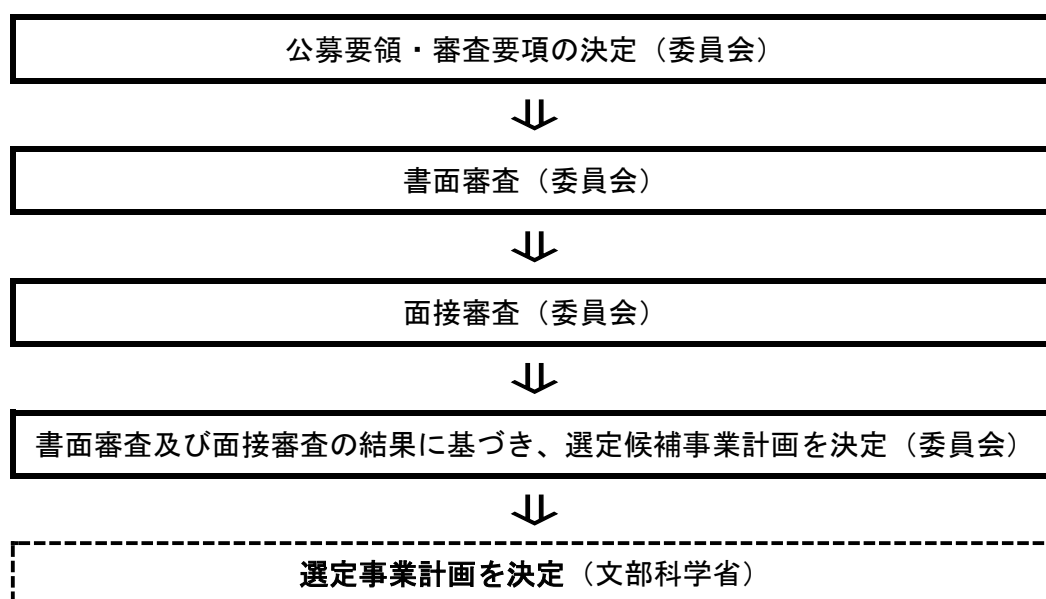 公募要領・審査要項の決定（委員会）
⇓
書面審査（委員会）
⇓
面接審査（委員会）
⇓
書面審査及び面接審査の結果に基づき、選定候補事業計画を決定（委員会）
⇓
選定事業計画を決定（文部科学省）